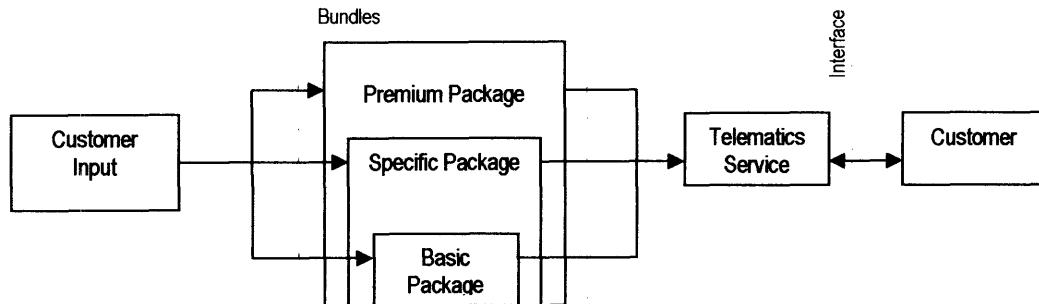 Bundles
Interface
Premium Package
Customer
Input
Specific Package
Telematics
Service
Customer
Basic
Package